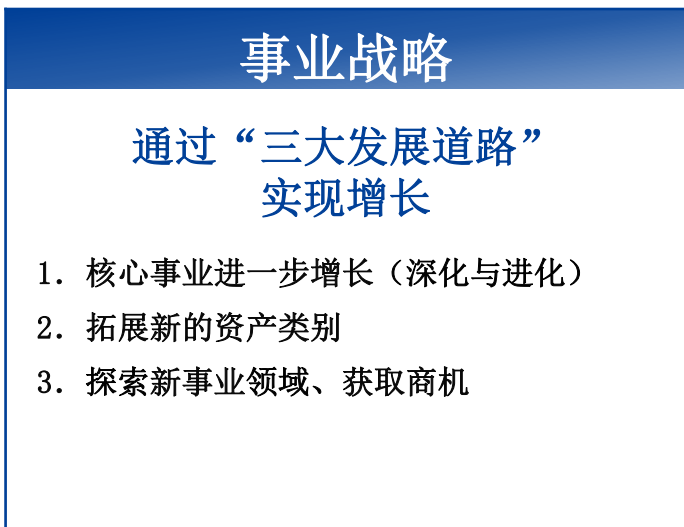 事业战略
通过“三大发展道路”
实现增长
1．核心事业进一步增长（深化与进化）
2．拓展新的资产类别
3．探索新事业领域、获取商机